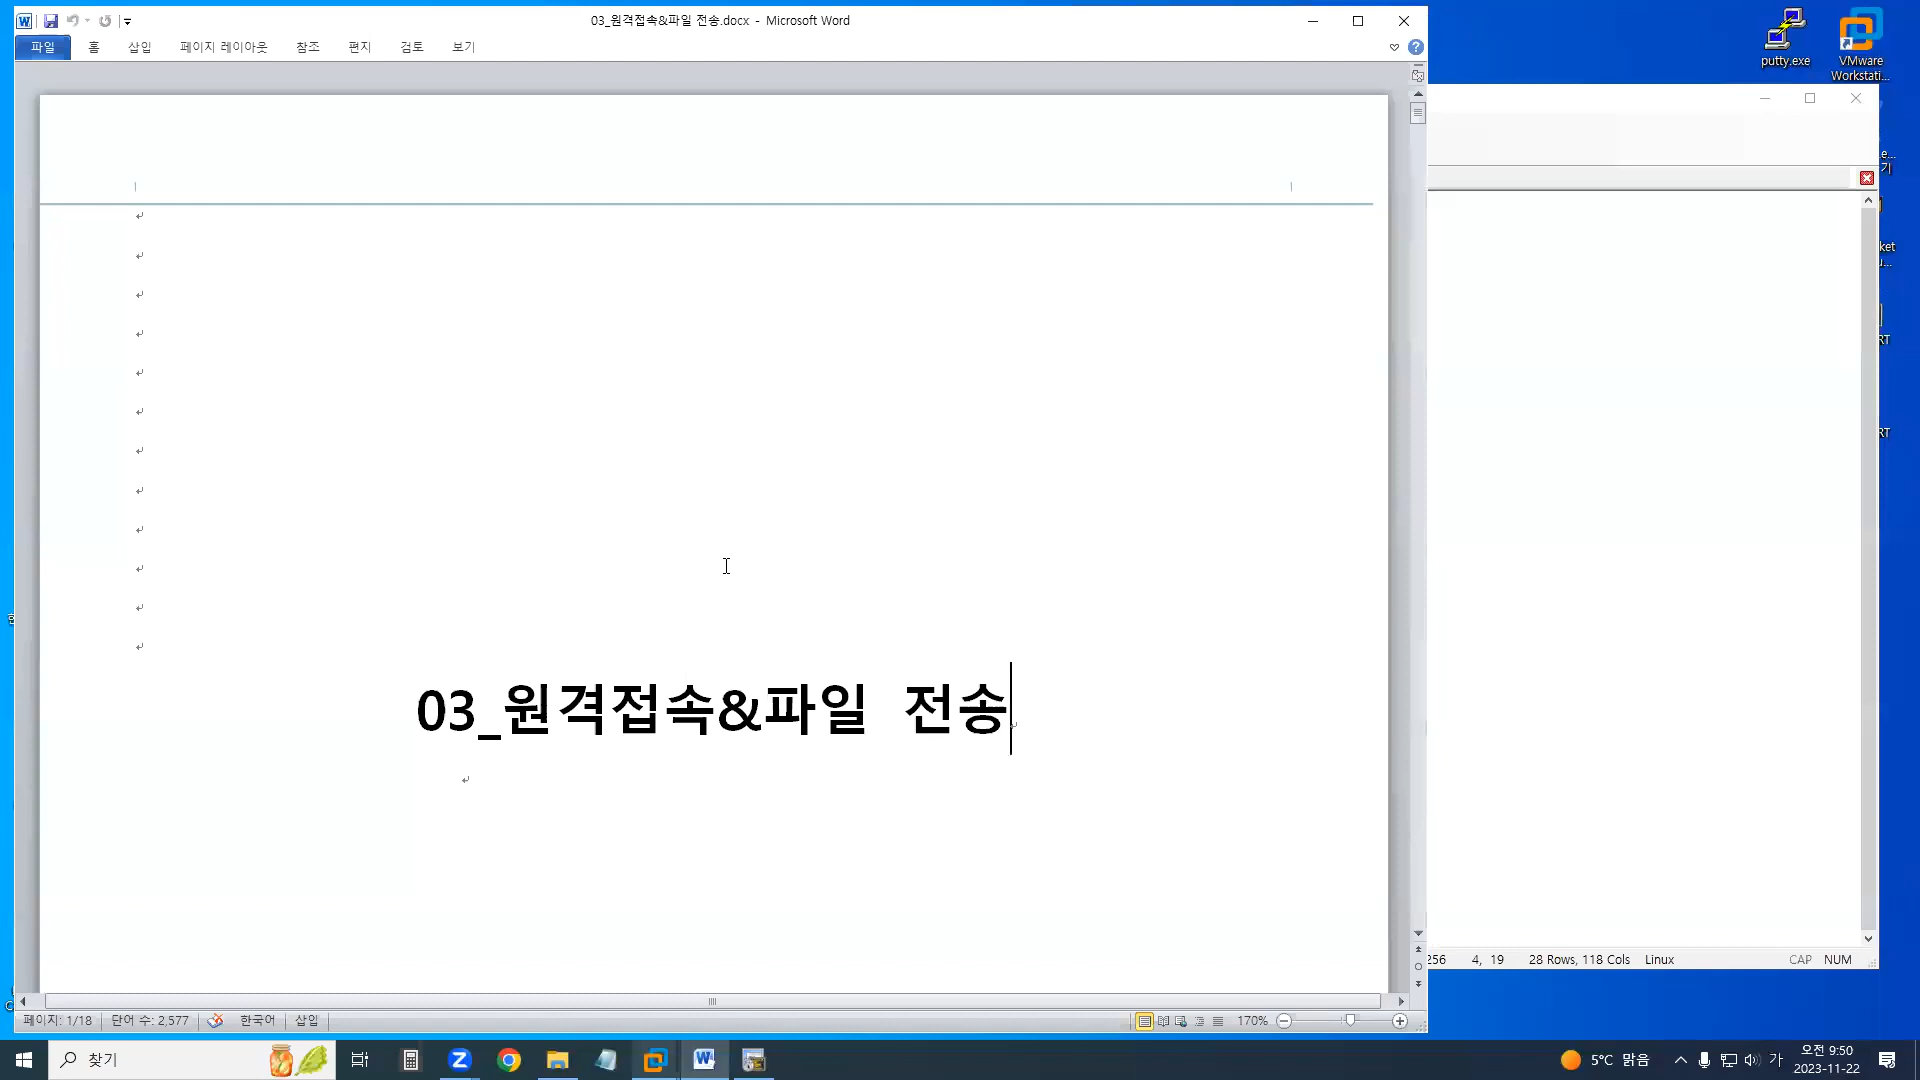 03_원격접속&파일 전송.docx - Microsoft Word
파일 홈 삽입 페이지 레이아웃 참조 편지 검토 보기
putty.exe
VMware
Workstati...
03_원격접속&파일 전송
256 4, 19 28 Rows, 118 Cols Linux CAP NUM
페이지: 1/18 단어 수: 2,577 한국어 삽입 170%
찾기
5°C 맑음 가 오전 9:50
2023-11-22